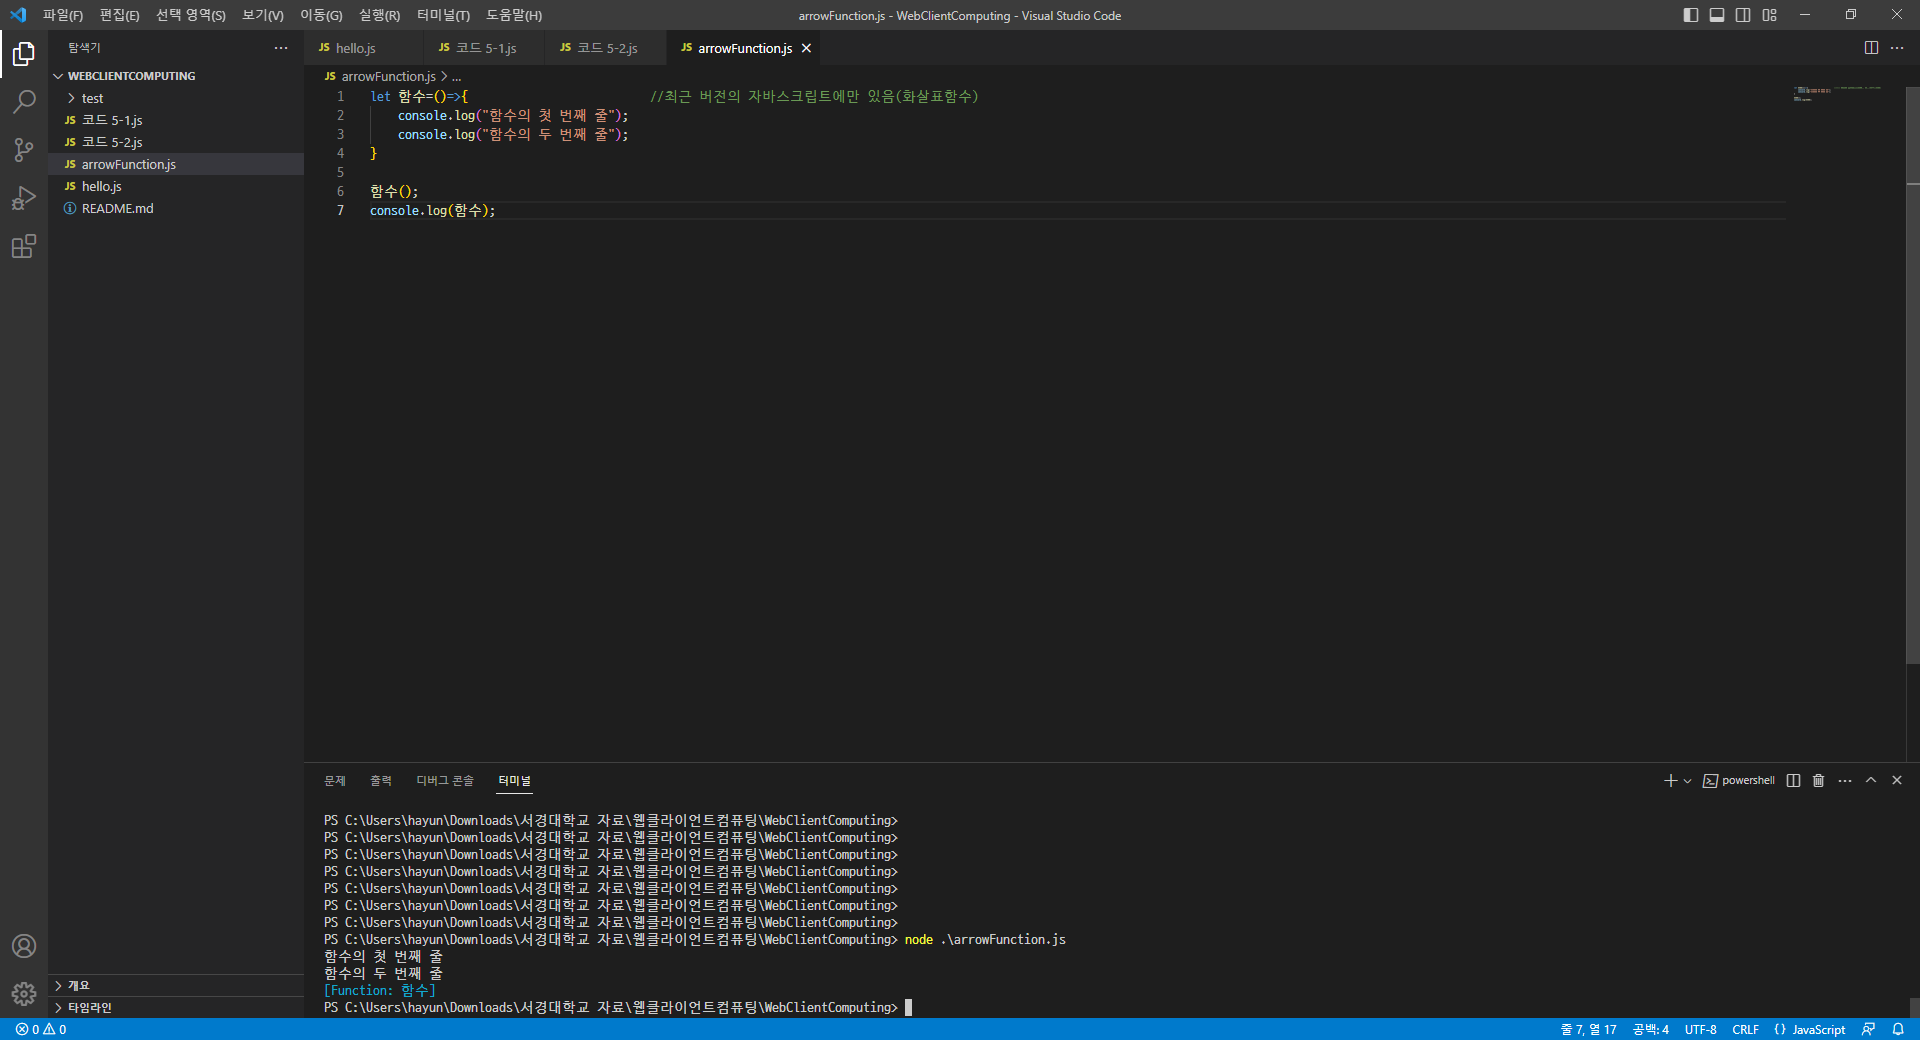 파일(F) 편집(E) 선택 영역(S) 보기(V) 이동(G) 실행(R) 터미널(T) 도움말(H) arrowFunction.js - WebClientComputing - Visual Studio Code
탐색기
hello.js 코드 5-1.js 코드 5-2.js arrowFunction.js
WEBCLIENTCOMPUTING
test
JS 코드 5-1.js
JS 코드 5-2.js
JS arrowFunction.js
JS hello.js
README.md
JS arrowFunction.js > ...
1 let 함수=()=>{ //최근 버전의 자바스크립트에만 있음(화살표함수)
2 console.log("함수의 첫 번째 줄");
3 console.log("함수의 두 번째 줄");
4 }
5
6 함수();
7 console.log(함수);
문제 출력 디버그 콘솔 터미널 powershell
PS C:\Users\hayun\Downloads\서경대학교 자료\웹클라이언트컴퓨팅\WebClientComputing>
PS C:\Users\hayun\Downloads\서경대학교 자료\웹클라이언트컴퓨팅\WebClientComputing>
PS C:\Users\hayun\Downloads\서경대학교 자료\웹클라이언트컴퓨팅\WebClientComputing>
PS C:\Users\hayun\Downloads\서경대학교 자료\웹클라이언트컴퓨팅\WebClientComputing>
PS C:\Users\hayun\Downloads\서경대학교 자료\웹클라이언트컴퓨팅\WebClientComputing>
PS C:\Users\hayun\Downloads\서경대학교 자료\웹클라이언트컴퓨팅\WebClientComputing>
PS C:\Users\hayun\Downloads\서경대학교 자료\웹클라이언트컴퓨팅\WebClientComputing>
PS C:\Users\hayun\Downloads\서경대학교 자료\웹클라이언트컴퓨팅\WebClientComputing> node .\arrowFunction.js
함수의 첫 번째 줄
함수의 두 번째 줄
[Function: 함수]
PS C:\Users\hayun\Downloads\서경대학교 자료\웹클라이언트컴퓨팅\WebClientComputing>
개요
타임라인
0 0 줄 7, 열 17 공백: 4 UTF-8 CRLF {} JavaScript